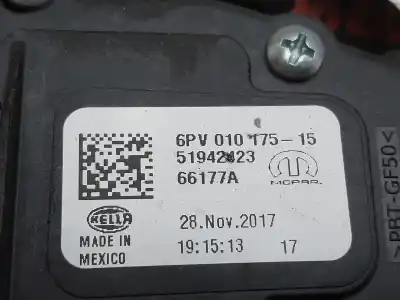 6PV 010 175-15
51942423
66177A
MOPAR
HELLA
MADE IN
MEXICO
28.Nov.2017
19:15:13 17
>PBT-GF50<